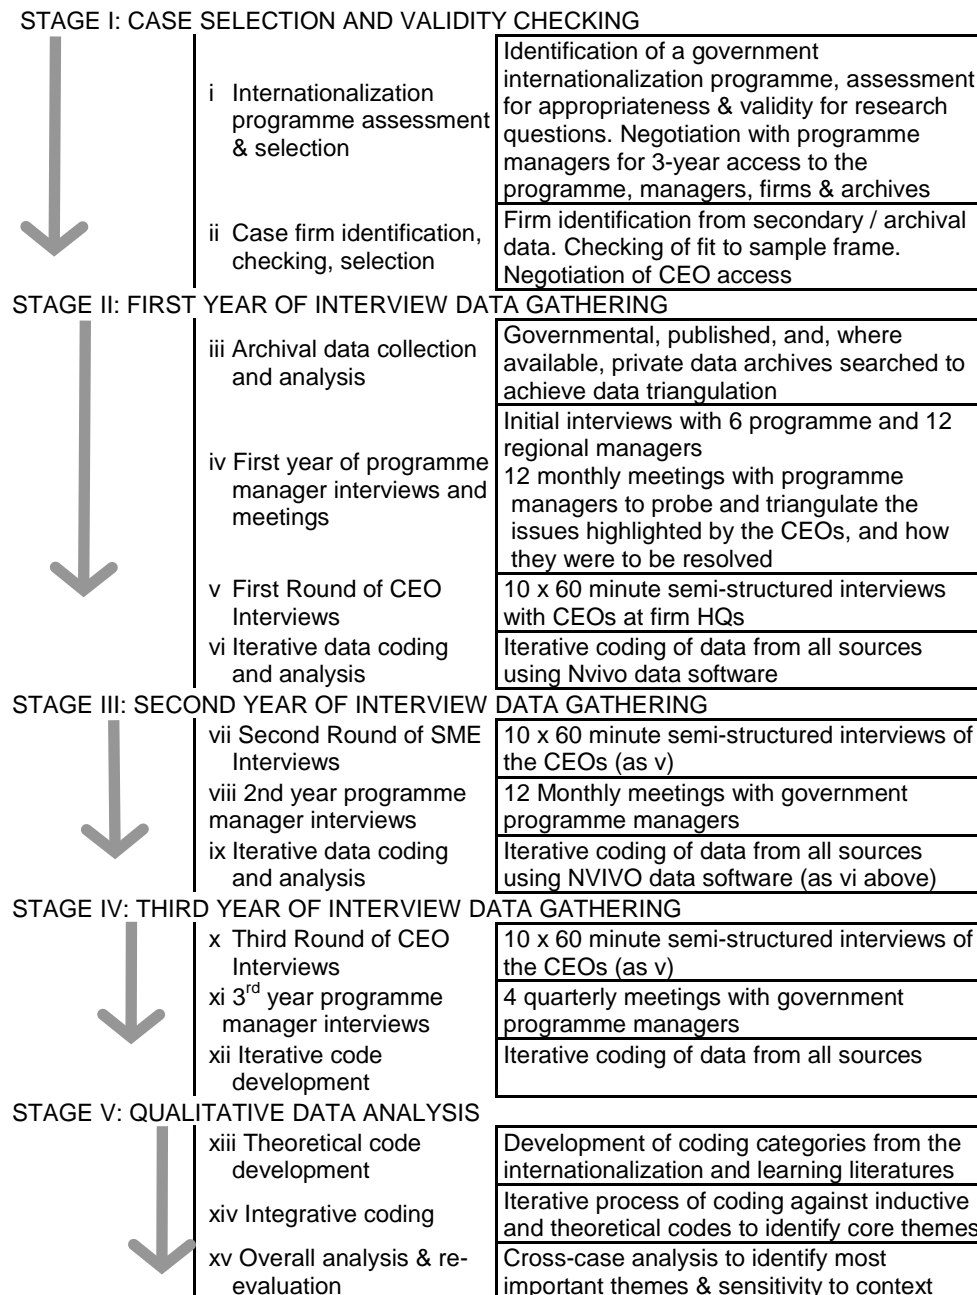 STAGE I: CASE SELECTION AND VALIDITY CHECKING
i Internationalization
programme assessment
& selection
Identification of a government
internationalization programme, assessment
for appropriateness & validity for research
questions. Negotiation with programme
managers for 3-year access to the
programme, managers, firms & archives
ii Case firm identification,
checking, selection
Firm identification from secondary / archival
data. Checking of fit to sample frame.
Negotiation of CEO access
STAGE II: FIRST YEAR OF INTERVIEW DATA GATHERING
iii Archival data collection
and analysis
Governmental, published, and, where
available, private data archives searched to
achieve data triangulation
iv First year of programme
manager interviews and
meetings
Initial interviews with 6 programme and 12
regional managers
12 monthly meetings with programme
managers to probe and triangulate the
issues highlighted by the CEOs, and how
they were to be resolved
v First Round of CEO
Interviews
10 x 60 minute semi-structured interviews
with CEOs at firm HQs
vi Iterative data coding
and analysis
Iterative coding of data from all sources
using Nvivo data software
STAGE III: SECOND YEAR OF INTERVIEW DATA GATHERING
vii Second Round of SME
Interviews
10 x 60 minute semi-structured interviews of
the CEOs (as v)
viii 2nd year programme
manager interviews
12 Monthly meetings with government
programme managers
ix Iterative data coding
and analysis
Iterative coding of data from all sources
using NVIVO data software (as vi above)
STAGE IV: THIRD YEAR OF INTERVIEW DATA GATHERING
x Third Round of CEO
Interviews
10 x 60 minute semi-structured interviews of
the CEOs (as v)
xi 3rd year programme
manager interviews
4 quarterly meetings with government
programme managers
xii Iterative code
development
Iterative coding of data from all sources
STAGE V: QUALITATIVE DATA ANALYSIS
xiii Theoretical code
development
Development of coding categories from the
internationalization and learning literatures
xiv Integrative coding
Iterative process of coding against inductive
and theoretical codes to identify core themes
xv Overall analysis & re-
evaluation
Cross-case analysis to identify most
important themes & sensitivity to context